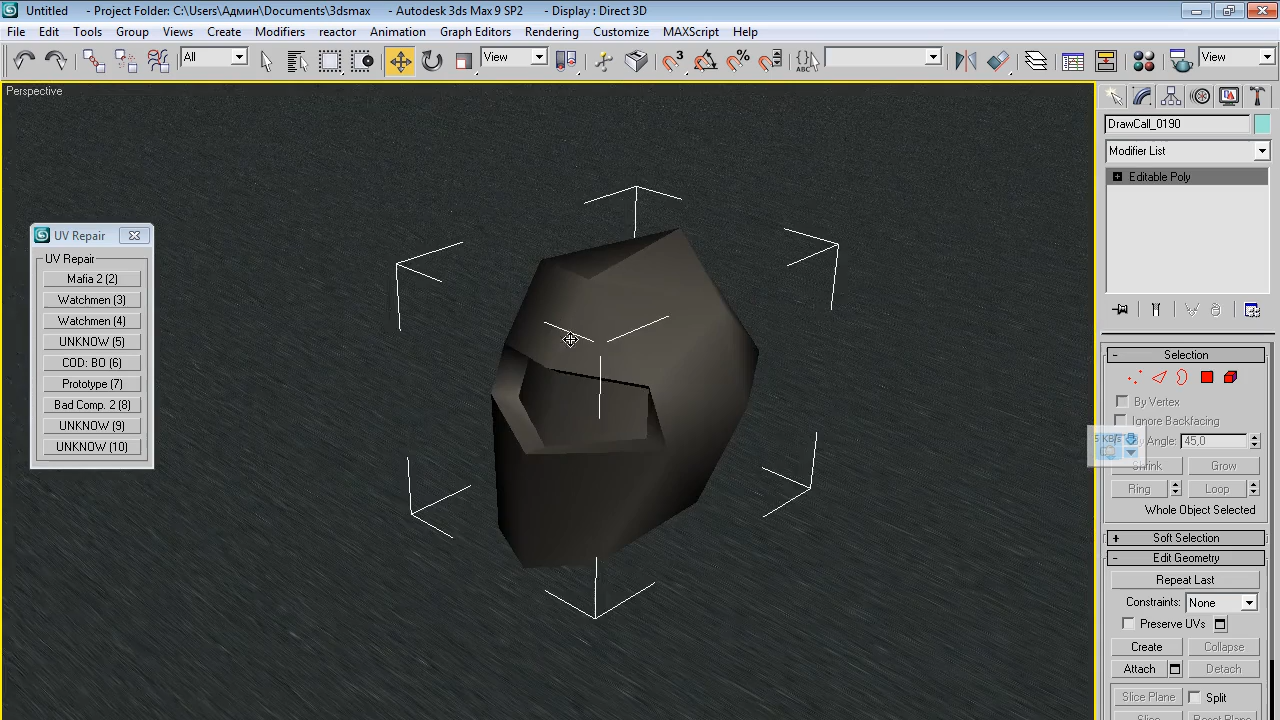 Untitled - Project Folder: C:\Users\Админ\Documents\3dsmax - Autodesk 3ds Max 9 SP2 - Display : Direct 3D
File Edit Tools Group Views Create Modifiers reactor Animation Graph Editors Rendering Customize MAXScript Help
All View View
Perspective
DrawCall_0190
Modifier List
Editable Poly
UV Repair
UV Repair
Mafia 2 (2)
Watchmen (3)
Watchmen (4)
UNKNOW (5)
COD: BO (6)
Prototype (7)
Bad Comp. 2 (8)
UNKNOW (9)
UNKNOW (10)
Selection
By Vertex
Ignore Backfacing
5 KB/s
Angle: 45,0
Shrink Grow
Ring Loop
Whole Object Selected
Soft Selection
Edit Geometry
Repeat Last
Constraints: None
Preserve UVs
Create Collapse
Attach Detach
Slice Plane Split
Slice Reset Plane